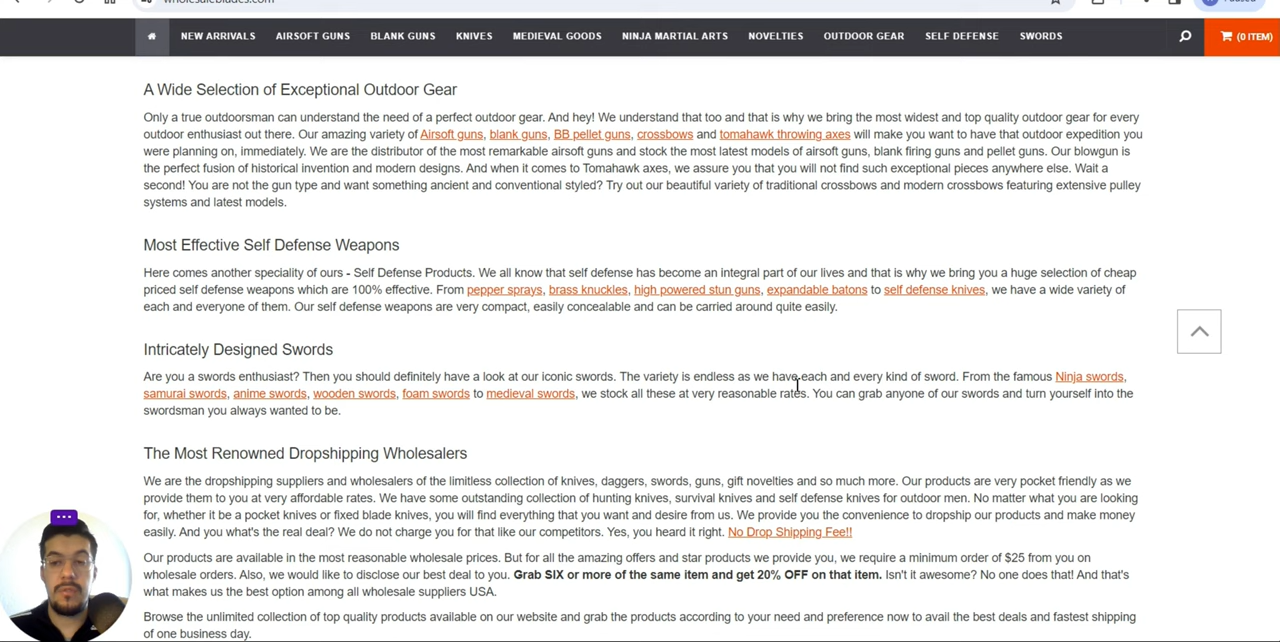 wholesaleblades.com
Paused
NEW ARRIVALS AIRSOFT GUNS BLANK GUNS KNIVES MEDIEVAL GOODS NINJA MARTIAL ARTS NOVELTIES OUTDOOR GEAR SELF DEFENSE SWORDS (0 ITEM)
A Wide Selection of Exceptional Outdoor Gear
Only a true outdoorsman can understand the need of a perfect outdoor gear. And hey! We understand that too and that is why we bring the most widest and top quality outdoor gear for every
outdoor enthusiast out there. Our amazing variety of Airsoft guns, blank guns, BB pellet guns, crossbows and tomahawk throwing axes will make you want to have that outdoor expedition you
were planning on, immediately. We are the distributor of the most remarkable airsoft guns and stock the most latest models of airsoft guns, blank firing guns and pellet guns. Our blowgun is
the perfect fusion of historical invention and modern designs. And when it comes to Tomahawk axes, we assure you that you will not find such exceptional pieces anywhere else. Wait a
second! You are not the gun type and want something ancient and conventional styled? Try out our beautiful variety of traditional crossbows and modern crossbows featuring extensive pulley
systems and latest models.
Most Effective Self Defense Weapons
Here comes another speciality of ours - Self Defense Products. We all know that self defense has become an integral part of our lives and that is why we bring you a huge selection of cheap
priced self defense weapons which are 100% effective. From pepper sprays, brass knuckles, high powered stun guns, expandable batons to self defense knives, we have a wide variety of
each and everyone of them. Our self defense weapons are very compact, easily concealable and can be carried around quite easily.
Intricately Designed Swords
Are you a swords enthusiast? Then you should definitely have a look at our iconic swords. The variety is endless as we have each and every kind of sword. From the famous Ninja swords,
samurai swords, anime swords, wooden swords, foam swords to medieval swords, we stock all these at very reasonable rates. You can grab anyone of our swords and turn yourself into the
swordsman you always wanted to be.
The Most Renowned Dropshipping Wholesalers
We are the dropshipping suppliers and wholesalers of the limitless collection of knives, daggers, swords, guns, gift novelties and so much more. Our products are very pocket friendly as we
provide them to you at very affordable rates. We have some outstanding collection of hunting knives, survival knives and self defense knives for outdoor men. No matter what you are looking
for, whether it be a pocket knives or fixed blade knives, you will find everything that you want and desire from us. We provide you the convenience to dropship our products and make money
easily. And you what's the real deal? We do not charge you for that like our competitors. Yes, you heard it right. No Drop Shipping Fee!!
Our products are available in the most reasonable wholesale prices. But for all the amazing offers and star products we provide you, we require a minimum order of $25 from you on
wholesale orders. Also, we would like to disclose our best deal to you. Grab SIX or more of the same item and get 20% OFF on that item. Isn't it awesome? No one does that! And that's
what makes us the best option among all wholesale suppliers USA.
Browse the unlimited collection of top quality products available on our website and grab the products according to your need and preference now to avail the best deals and fastest shipping
of one business day.